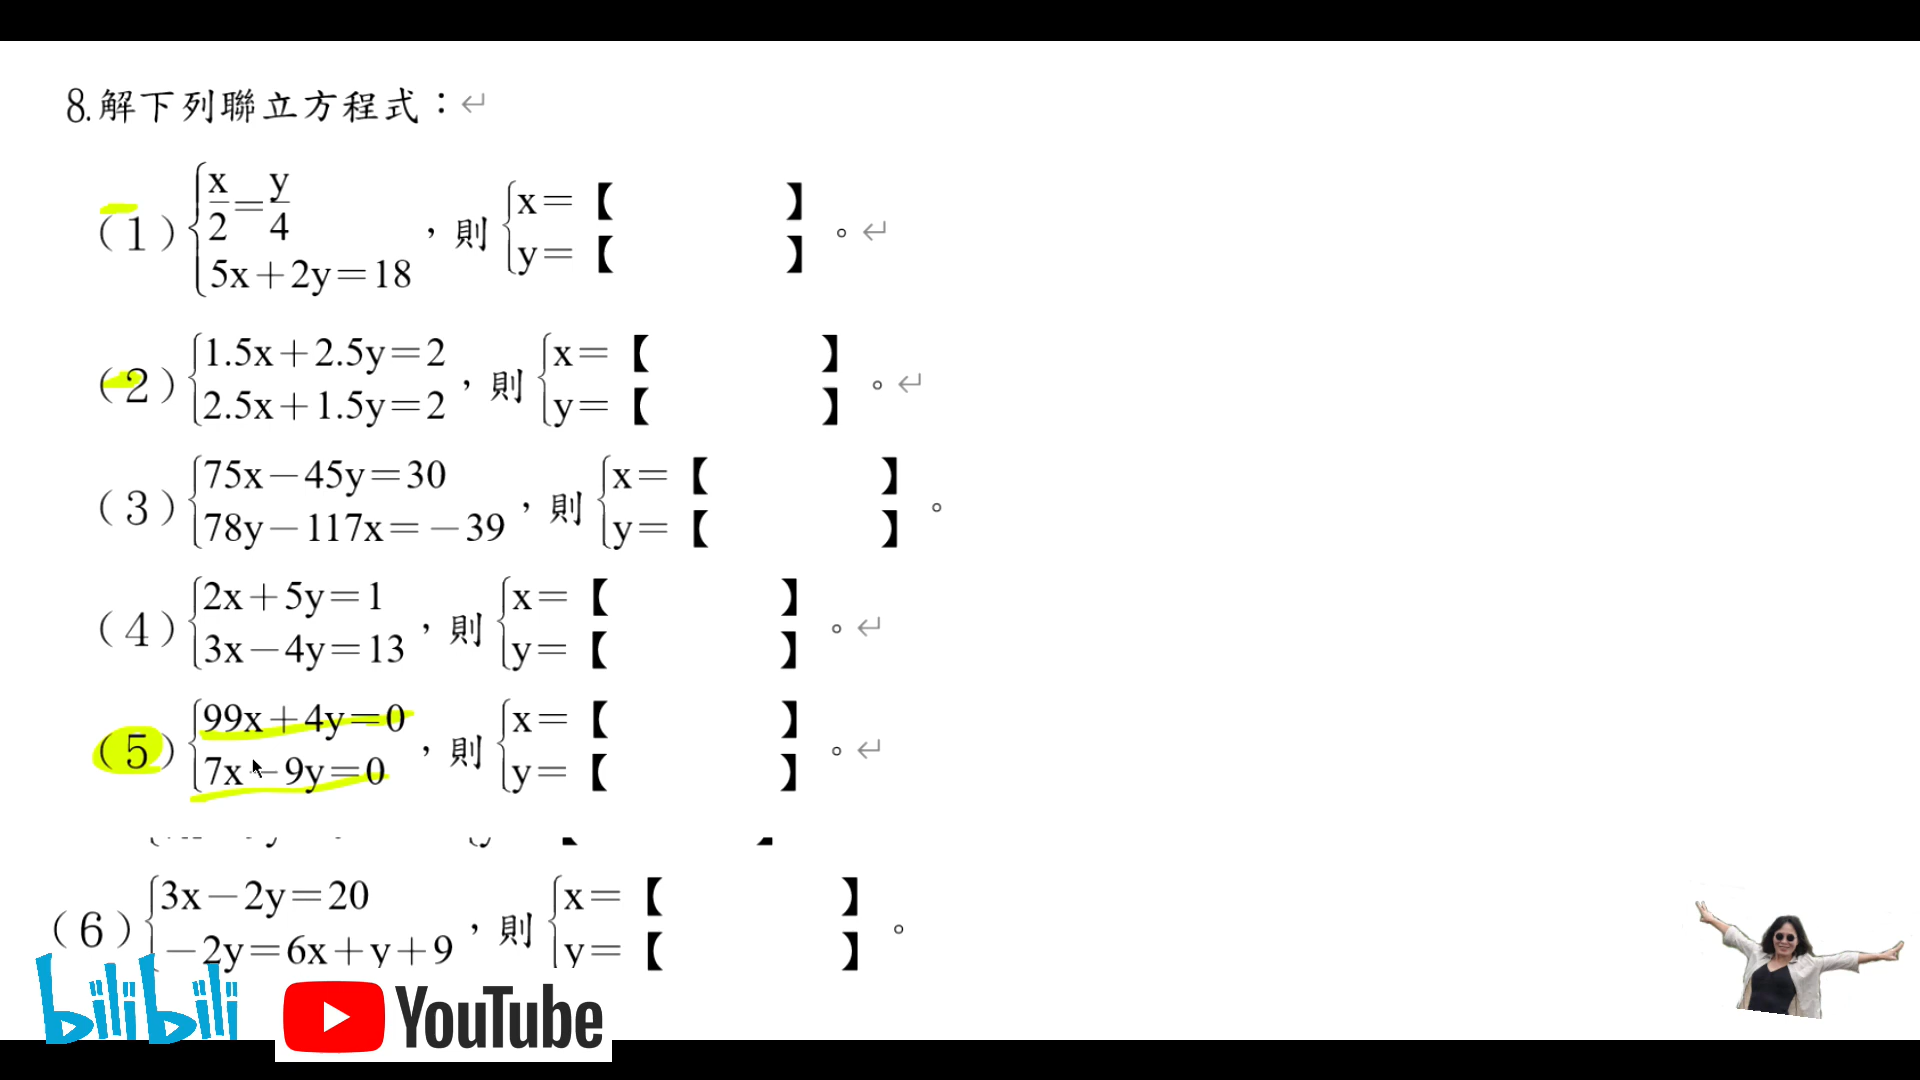 8.解下列聯立方程式：↵
（1）{x/2=y/4 ，則 {x=【 】
5x+2y=18 y=【 】 。↵
（2）{1.5x+2.5y=2 ，則 {x=【 】
2.5x+1.5y=2 y=【 】 。↵
（3）{75x－45y=30 ，則 {x=【 】
78y－117x=－39 y=【 】 。
（4）{2x+5y=1 ，則 {x=【 】
3x－4y=13 y=【 】 。↵
（5）{99x+4y=0 ，則 {x=【 】
7x－9y=0 y=【 】 。↵
（6）{3x－2y=20 ，則 {x=【 】
－2y=6x+y+9 y=【 】 。
bilibili
YouTube